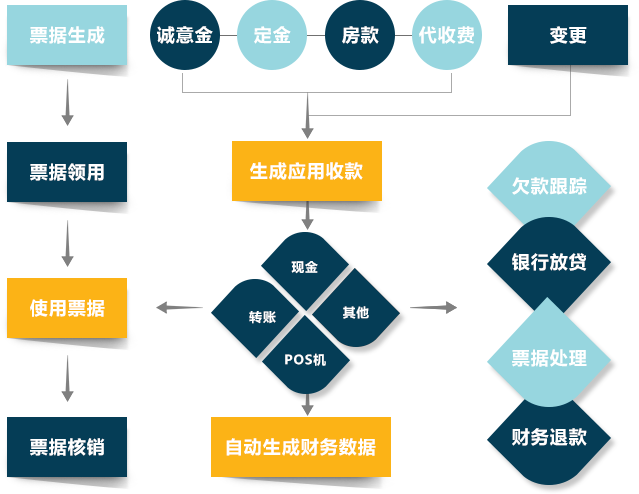 票据生成
诚意金
定金
房款
代收费
变更
票据领用
生成应用收款
欠款跟踪
银行放贷
现金
转账
其他
POS机
使用票据
票据处理
票据核销
自动生成财务数据
财务退款